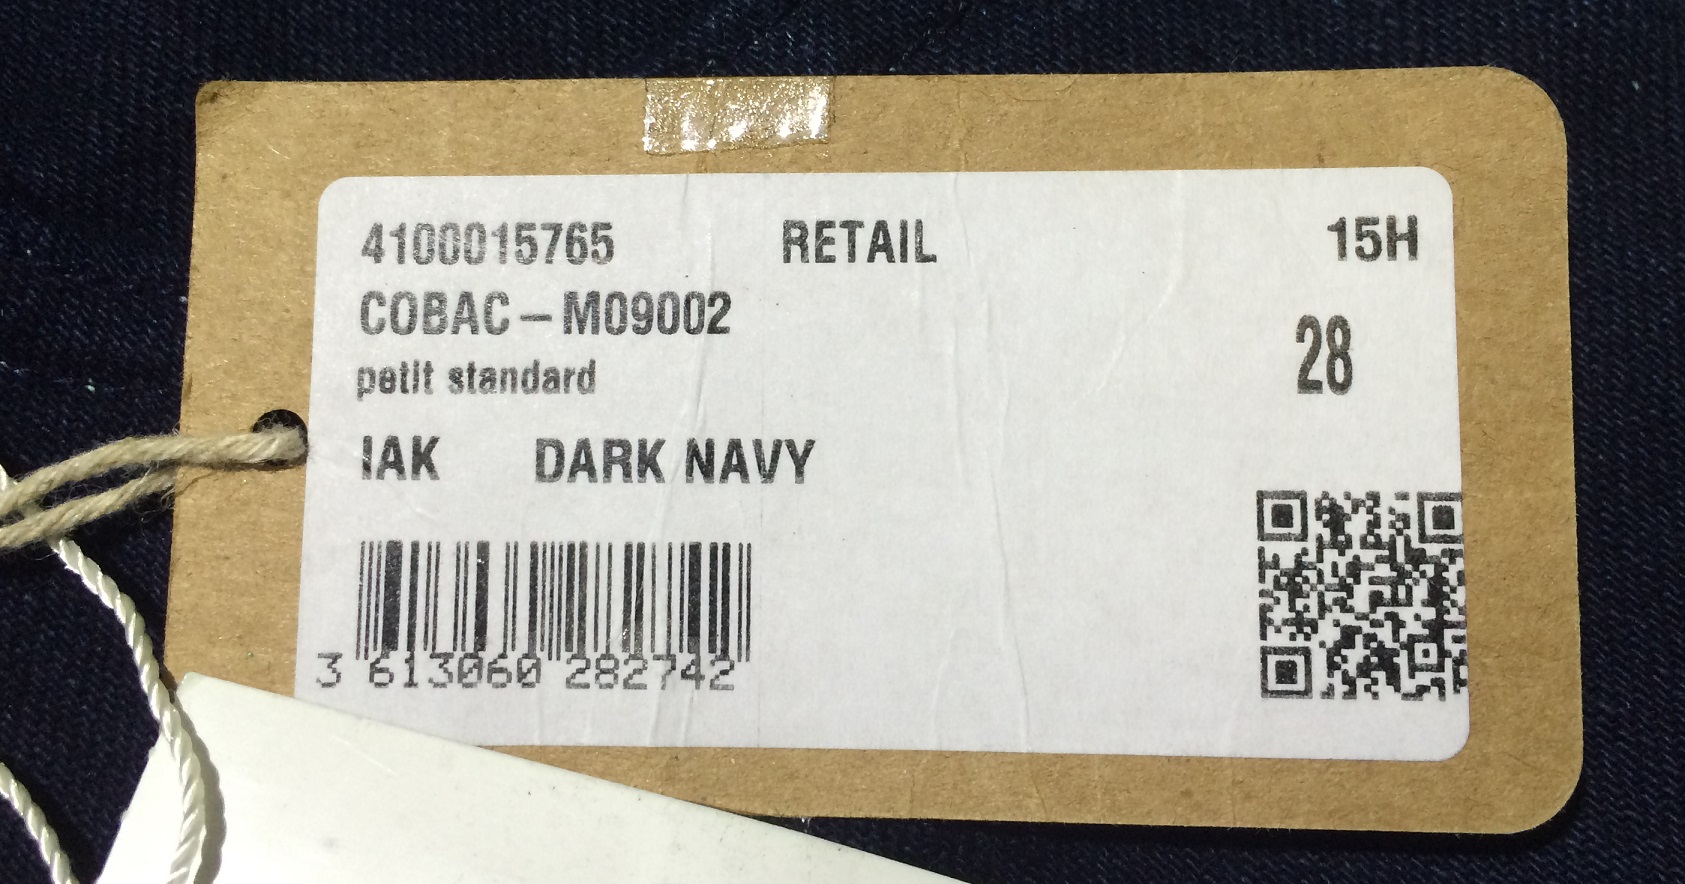 4100015765 RETAIL 15H
COBAC – M09002
28
petit standard
IAK DARK NAVY
3 613060 282742